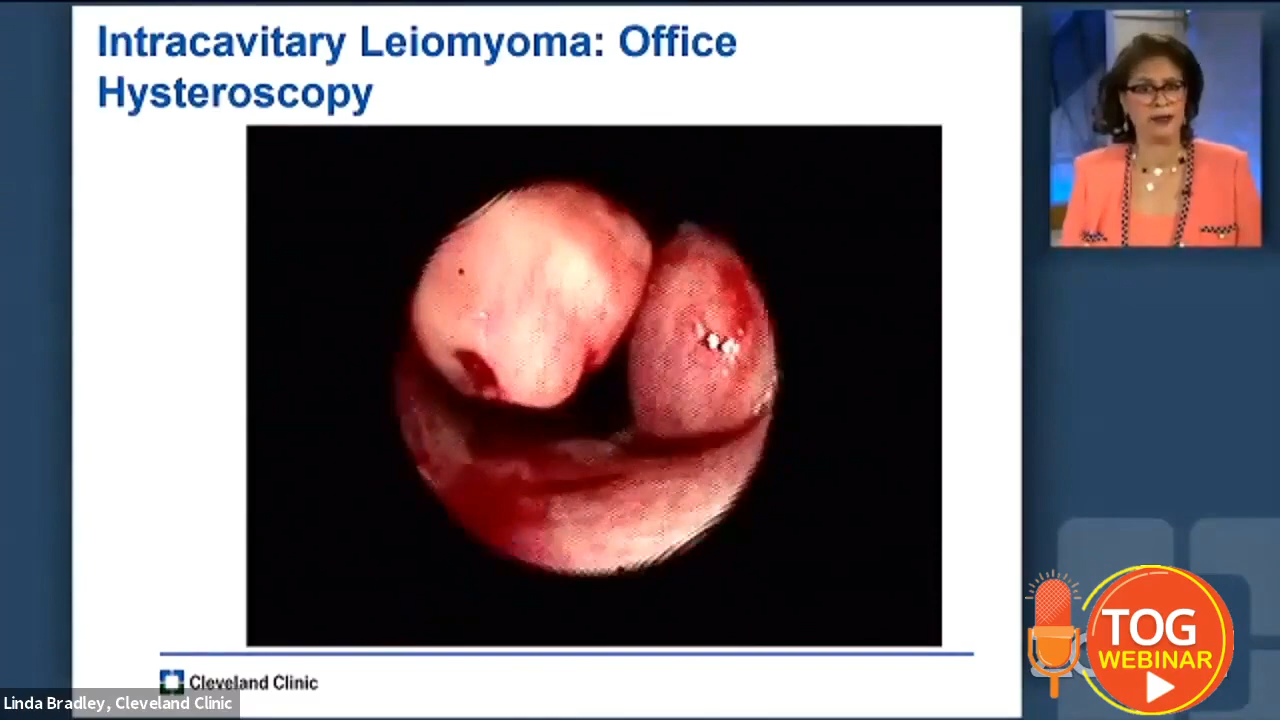 Intracavitary Leiomyoma: Office
Hysteroscopy
Cleveland Clinic
Linda Bradley, Cleveland Clinic
TOG
WEBINAR